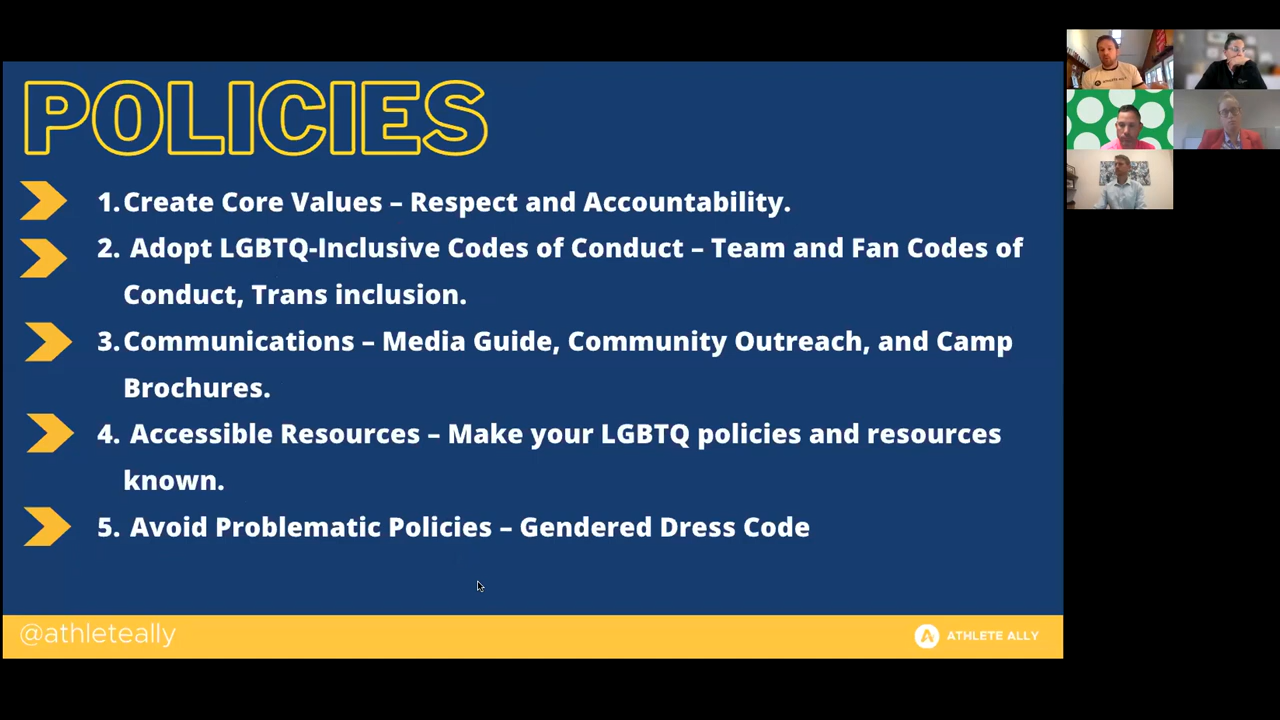 POLICIES
1. Create Core Values – Respect and Accountability.
2. Adopt LGBTQ-Inclusive Codes of Conduct – Team and Fan Codes of
Conduct, Trans inclusion.
3. Communications – Media Guide, Community Outreach, and Camp
Brochures.
4. Accessible Resources – Make your LGBTQ policies and resources
known.
5. Avoid Problematic Policies – Gendered Dress Code
@athleteally
A ATHLETE ALLY